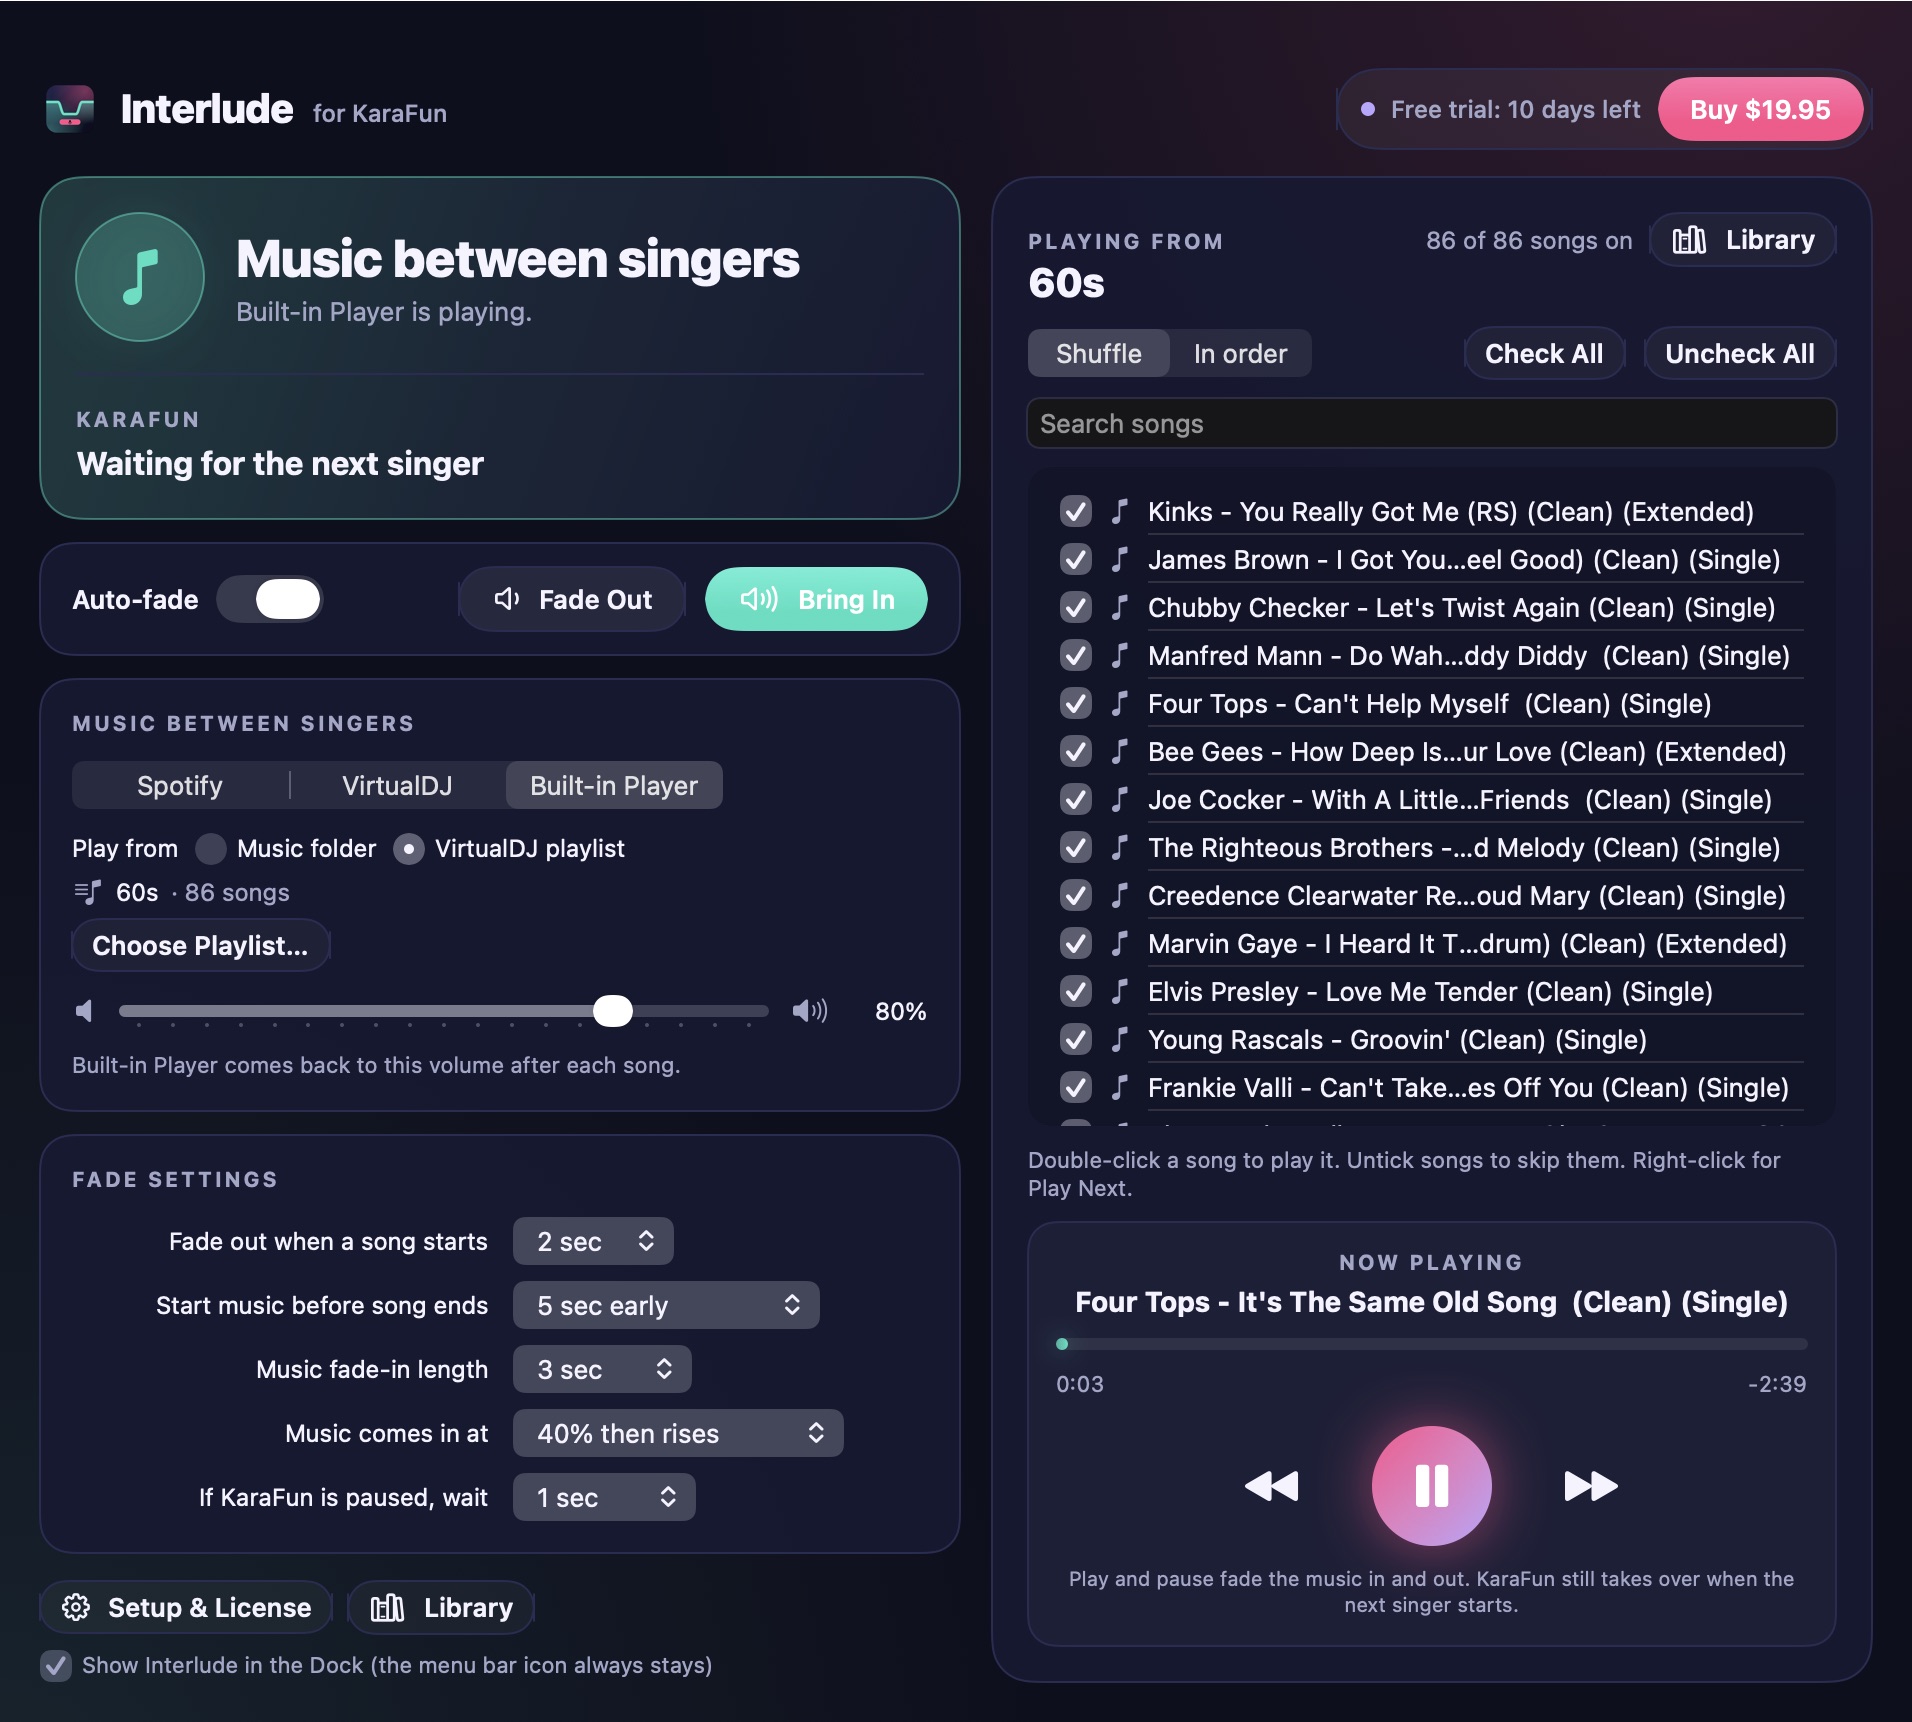 Interlude for KaraFun
Free trial: 10 days left
Buy $19.95
Music between singers
Built-in Player is playing.
KARAFUN
Waiting for the next singer
Auto-fade
Fade Out
Bring In
MUSIC BETWEEN SINGERS
Spotify
VirtualDJ
Built-in Player
Play from Music folder VirtualDJ playlist
60s · 86 songs
Choose Playlist...
80%
Built-in Player comes back to this volume after each song.
FADE SETTINGS
Fade out when a song starts 2 sec
Start music before song ends 5 sec early
Music fade-in length 3 sec
Music comes in at 40% then rises
If KaraFun is paused, wait 1 sec
Setup & License
Library
Show Interlude in the Dock (the menu bar icon always stays)
PLAYING FROM
60s
86 of 86 songs on
Library
Shuffle
In order
Check All
Uncheck All
Search songs
Kinks - You Really Got Me (RS) (Clean) (Extended)
James Brown - I Got You...eel Good) (Clean) (Single)
Chubby Checker - Let's Twist Again (Clean) (Single)
Manfred Mann - Do Wah...ddy Diddy  (Clean) (Single)
Four Tops - Can't Help Myself  (Clean) (Single)
Bee Gees - How Deep Is...ur Love (Clean) (Extended)
Joe Cocker - With A Little...Friends  (Clean) (Single)
The Righteous Brothers -...d Melody (Clean) (Single)
Creedence Clearwater Re...oud Mary (Clean) (Single)
Marvin Gaye - I Heard It T...drum) (Clean) (Extended)
Elvis Presley - Love Me Tender (Clean) (Single)
Young Rascals - Groovin' (Clean) (Single)
Frankie Valli - Can't Take...es Off You (Clean) (Single)
Double-click a song to play it. Untick songs to skip them. Right-click for
Play Next.
NOW PLAYING
Four Tops - It's The Same Old Song  (Clean) (Single)
0:03
-2:39
Play and pause fade the music in and out. KaraFun still takes over when the
next singer starts.